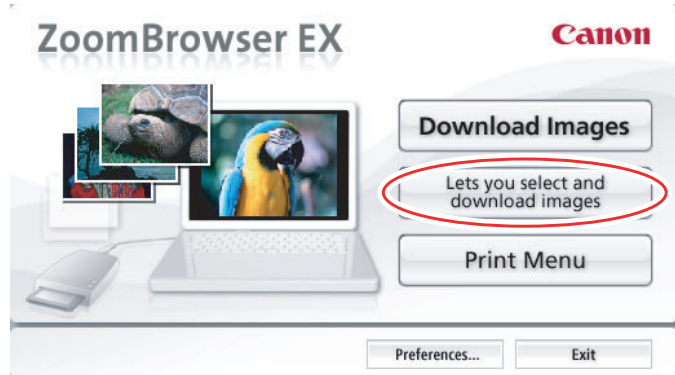 ZoomBrowser EX
Canon
Download Images
Lets you select and
download images
Print Menu
Preferences...
Exit